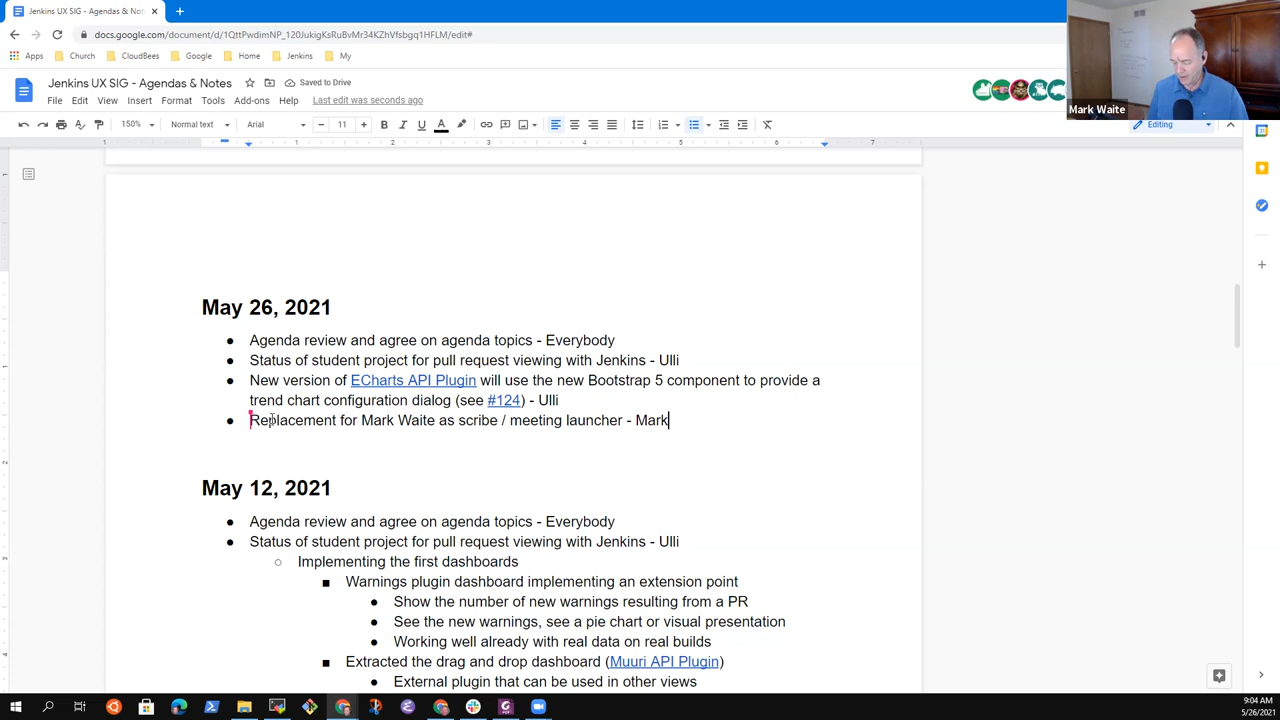 Jenkins UX SIG - Agendas & Notes
docs.google.com/document/d/1QttPwdimNP_120JukigKsRuBvMr34KZhVfsbgq1HFLM/edit#
Apps Church CloudBees Google Home Jenkins My
Jenkins UX SIG - Agendas & Notes Saved to Drive
File Edit View Insert Format Tools Add-ons Help Last edit was seconds ago
Mark Waite
150% Normal text Arial 11 B I U A Editing
1 1 2 3 4 5 6 7
May 26, 2021
● Agenda review and agree on agenda topics - Everybody
● Status of student project for pull request viewing with Jenkins - Ulli
● New version of ECharts API Plugin will use the new Bootstrap 5 component to provide a
trend chart configuration dialog (see #124) - Ulli
● Replacement for Mark Waite as scribe / meeting launcher - Mark
May 12, 2021
● Agenda review and agree on agenda topics - Everybody
● Status of student project for pull request viewing with Jenkins - Ulli
○ Implementing the first dashboards
■ Warnings plugin dashboard implementing an extension point
● Show the number of new warnings resulting from a PR
● See the new warnings, see a pie chart or visual presentation
● Working well already with real data on real builds
■ Extracted the drag and drop dashboard (Muuri API Plugin)
● External plugin that can be used in other views
9:04 AM
5/26/2021